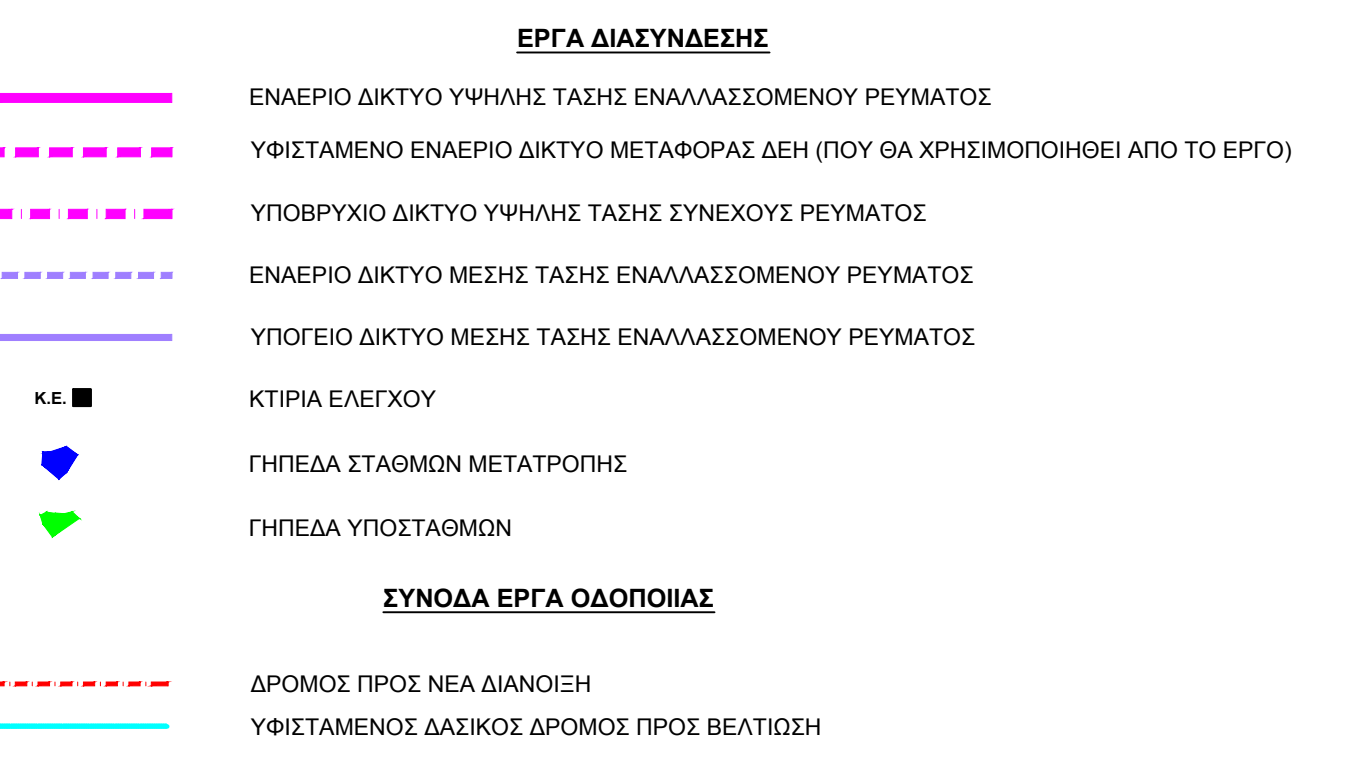 ΕΡΓΑ ΔΙΑΣΥΝΔΕΣΗΣ
ΕΝΑΕΡΙΟ ΔΙΚΤΥΟ ΥΨΗΛΗΣ ΤΑΣΗΣ ΕΝΑΛΛΑΣΣΟΜΕΝΟΥ ΡΕΥΜΑΤΟΣ
ΥΦΙΣΤΑΜΕΝΟ ΕΝΑΕΡΙΟ ΔΙΚΤΥΟ ΜΕΤΑΦΟΡΑΣ ΔΕΗ (ΠΟΥ ΘΑ ΧΡΗΣΙΜΟΠΟΙΗΘΕΙ ΑΠΟ ΤΟ ΕΡΓΟ)
ΥΠΟΒΡΥΧΙΟ ΔΙΚΤΥΟ ΥΨΗΛΗΣ ΤΑΣΗΣ ΣΥΝΕΧΟΥΣ ΡΕΥΜΑΤΟΣ
ΕΝΑΕΡΙΟ ΔΙΚΤΥΟ ΜΕΣΗΣ ΤΑΣΗΣ ΕΝΑΛΛΑΣΣΟΜΕΝΟΥ ΡΕΥΜΑΤΟΣ
ΥΠΟΓΕΙΟ ΔΙΚΤΥΟ ΜΕΣΗΣ ΤΑΣΗΣ ΕΝΑΛΛΑΣΣΟΜΕΝΟΥ ΡΕΥΜΑΤΟΣ
Κ.Ε. ΚΤΙΡΙΑ ΕΛΕΓΧΟΥ
ΓΗΠΕΔΑ ΣΤΑΘΜΩΝ ΜΕΤΑΤΡΟΠΗΣ
ΓΗΠΕΔΑ ΥΠΟΣΤΑΘΜΩΝ
ΣΥΝΟΔΑ ΕΡΓΑ ΟΔΟΠΟΙΙΑΣ
ΔΡΟΜΟΣ ΠΡΟΣ ΝΕΑ ΔΙΑΝΟΙΞΗ
ΥΦΙΣΤΑΜΕΝΟΣ ΔΑΣΙΚΟΣ ΔΡΟΜΟΣ ΠΡΟΣ ΒΕΛΤΙΩΣΗ